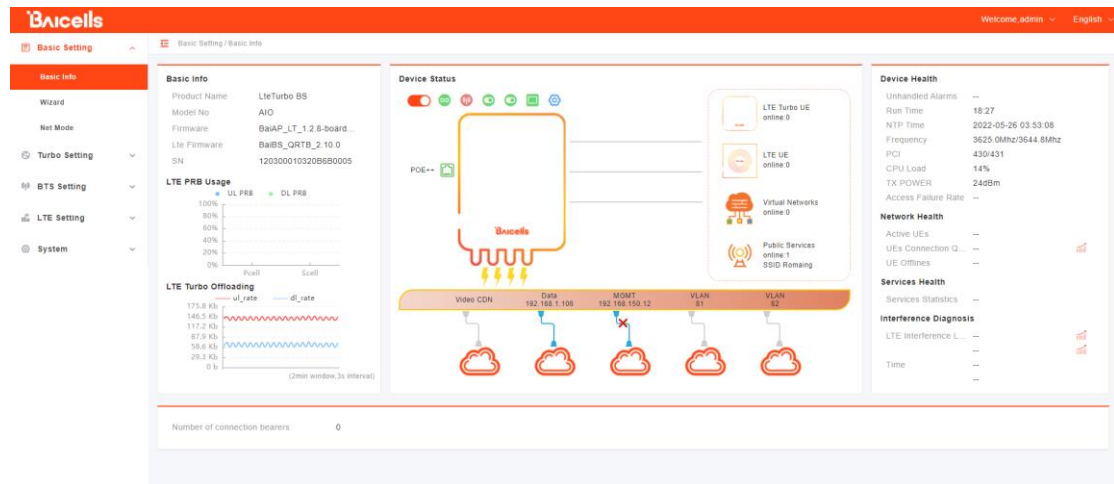 Baicells
Welcome,admin
English
Basic Setting
Basic Info
Wizard
Net Mode
Turbo Setting
BTS Setting
LTE Setting
System
Basic Setting / Basic Info
Basic Info
Product Name LteTurbo BS
Model No AIO
Firmware BaiAP_LT_1.2.8-board...
Lte Firmware BaiBS_QRTB_2.10.0
SN 120300010320B6B0005
LTE PRB Usage
UL PRB DL PRB
100%
80%
60%
40%
20%
0%
Pcell Scell
LTE Turbo Offloading
ul_rate dl_rate
175.8 Kb
146.5 Kb
117.2 Kb
87.9 Kb
58.6 Kb
29.3 Kb
0 b
(2min window,3s interval)
Device Status
POE++
Baicells
LTE Turbo UE
online:0
LTE UE
online:0
Virtual Networks
online:0
Public Services
online:1
SSID Romaing
Video CDN
Data
192.168.1.106
MGMT
192.168.150.12
VLAN
81
VLAN
82
Device Health
Unhandled Alarms --
Run Time 18:27
NTP Time 2022-05-26 03:53:08
Frequency 3625.0Mhz/3644.8Mhz
PCI 430/431
CPU Load 14%
TX POWER 24dBm
Access Failure Rate --
Network Health
Active UEs --
UEs Connection Q... --
UE Offlines --
Services Health
Services Statistics --
Interference Diagnosis
LTE Interference L... --
--
Time --
--
Number of connection bearers 0